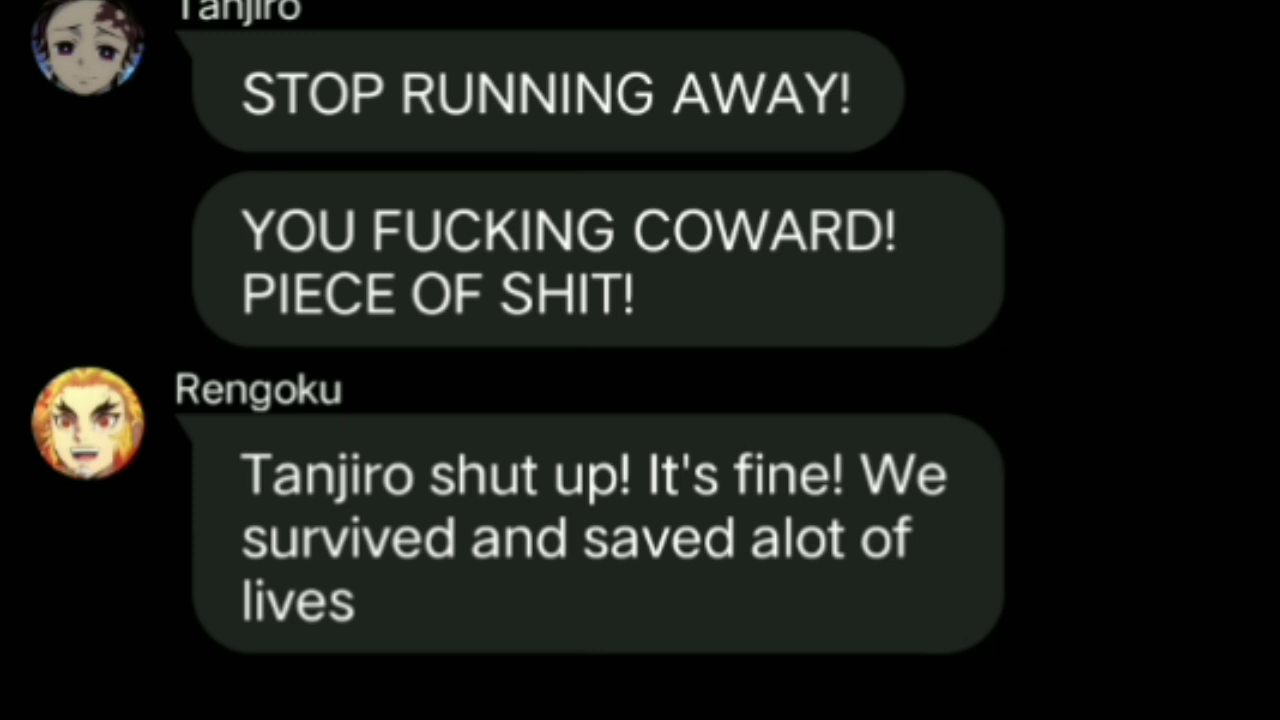 Tanjiro
STOP RUNNING AWAY!
YOU FUCKING COWARD!
PIECE OF SHIT!
Rengoku
Tanjiro shut up! It's fine! We
survived and saved alot of
lives